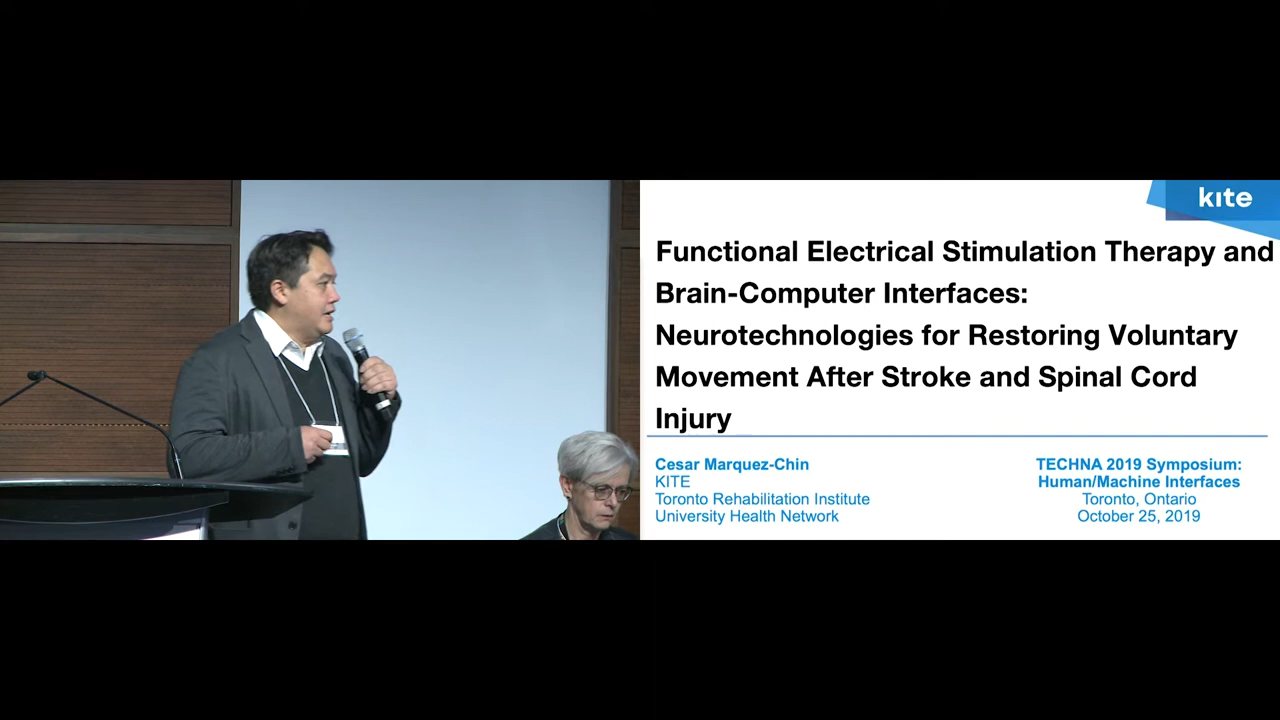 kite
Functional Electrical Stimulation Therapy and
Brain-Computer Interfaces:
Neurotechnologies for Restoring Voluntary
Movement After Stroke and Spinal Cord
Injury
Cesar Marquez-Chin
KITE
Toronto Rehabilitation Institute
University Health Network
TECHNA 2019 Symposium:
Human/Machine Interfaces
Toronto, Ontario
October 25, 2019